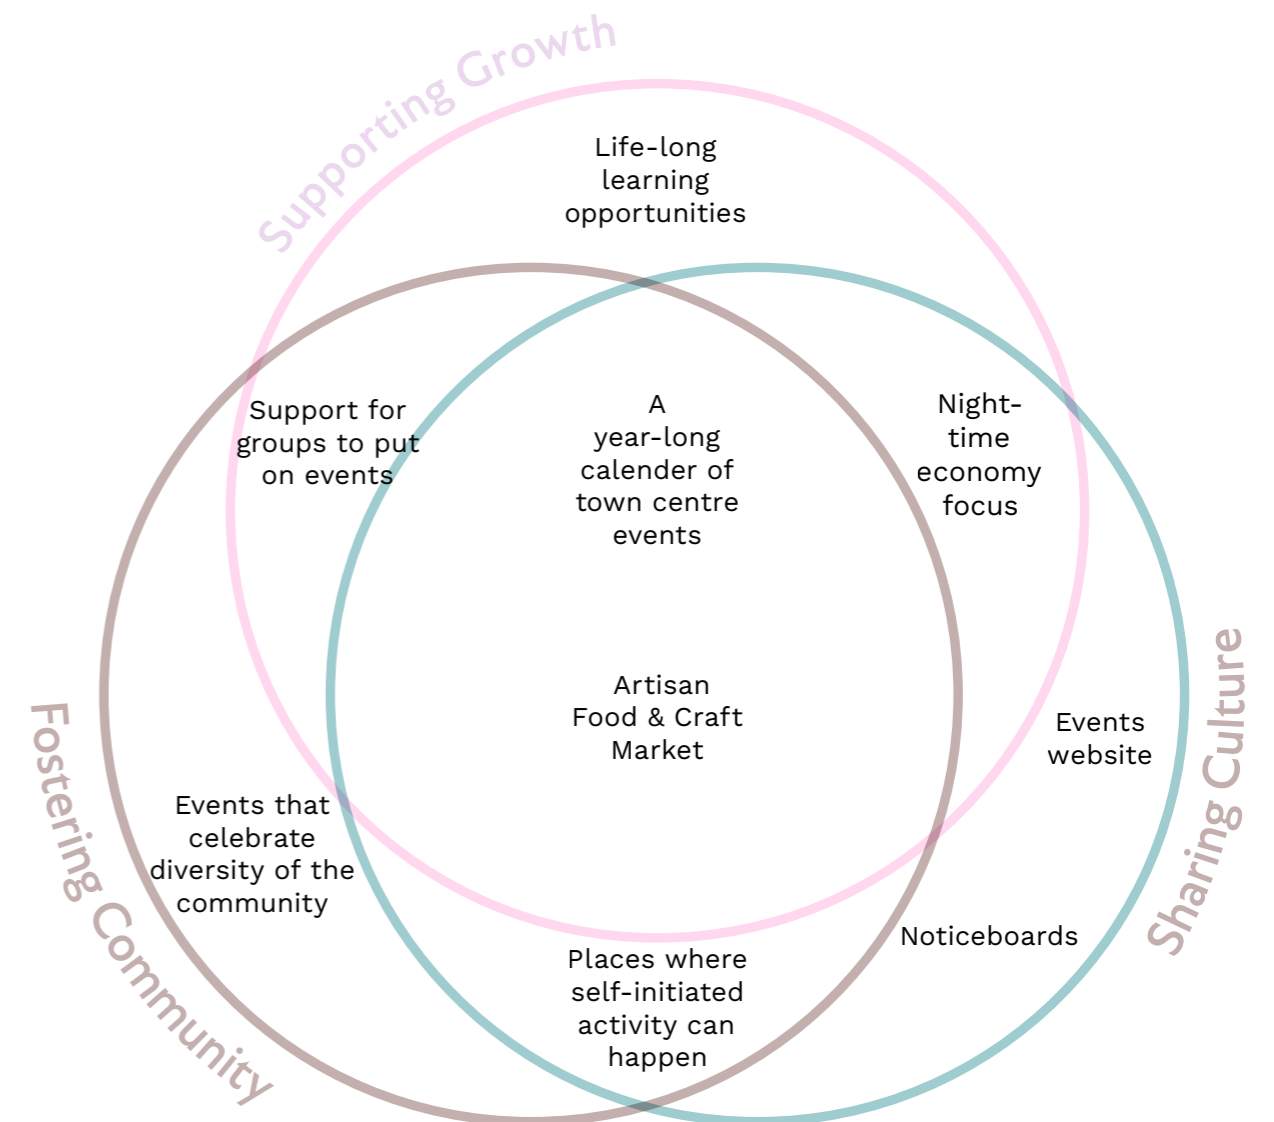 Supporting Growth
Life-long
learning
opportunities
Support for
groups to put
on events
A
year-long
calender of
town centre
events
Night-
time
economy
focus
Artisan
Food & Craft
Market
Events
website
Sharing Culture
Fostering Community
Events that
celebrate
diversity of the
community
Noticeboards
Places where
self-initiated
activity can
happen